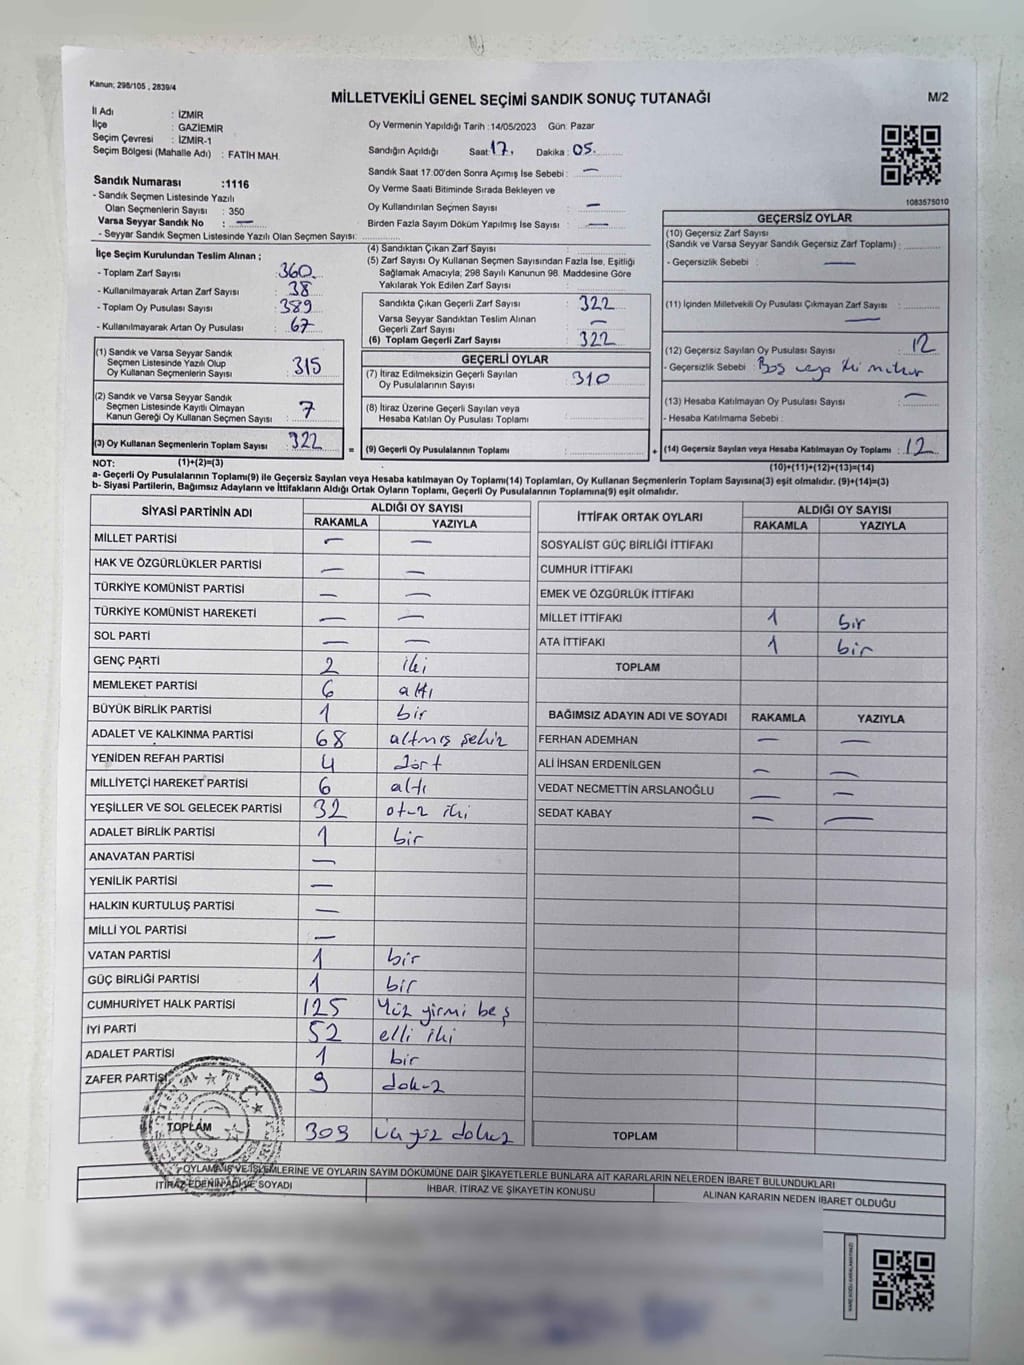 Kanun; 298/105 , 2839/4
MİLLETVEKİLİ GENEL SEÇİMİ SANDIK SONUÇ TUTANAĞI
M/2
İl Adı : İZMİR
İlçe : GAZİEMİR
Seçim Çevresi : İZMİR-1
Seçim Bölgesi (Mahalle Adı) : FATİH MAH.
Oy Vermenin Yapıldığı Tarih :14/05/2023 Gün: Pazar
Sandığın Açıldığı Saat 17. Dakika : 05.
Sandık Saat 17:00'den Sonra Açımış İse Sebebi : —
Oy Verme Saati Bitiminde Sırada Bekleyen ve
Oy Kullandırılan Seçmen Sayısı : —
Birden Fazla Sayım Döküm Yapılmış İse Sayısı : —
1083575010
Sandık Numarası :1116
- Sandık Seçmen Listesinde Yazılı
Olan Seçmenlerin Sayısı : 350
Varsa Seyyar Sandık No : —
- Seyyar Sandık Seçmen Listesinde Yazılı Olan Seçmen Sayısı:
İlçe Seçim Kurulundan Teslim Alınan ;
- Toplam Zarf Sayısı : 360
- Kullanılmayarak Artan Zarf Sayısı : 38
- Toplam Oy Pusulası Sayısı : 389
- Kullanılmayarak Artan Oy Pusulası : 67
(1) Sandık ve Varsa Seyyar Sandık
Seçmen Listesinde Yazılı Olup
Oy Kullanan Seçmenlerin Sayısı : 315
(2) Sandık ve Varsa Seyyar Sandık
Seçmen Listesinde Kayıtlı Olmayan
Kanun Gereği Oy Kullanan Seçmen Sayısı : 7
(3) Oy Kullanan Seçmenlerin Toplam Sayısı : 322
(1)+(2)=(3)
(4) Sandıktan Çıkan Zarf Sayısı :
(5) Zarf Sayısı Oy Kullanan Seçmen Sayısından Fazla İse, Eşitliği
Sağlamak Amacıyla; 298 Sayılı Kanunun 98. Maddesine Göre
Yakılarak Yok Edilen Zarf Sayısı :
Sandıkta Çıkan Geçerli Zarf Sayısı : 322
Varsa Seyyar Sandıktan Teslim Alınan
Geçerli Zarf Sayısı : —
(6) Toplam Geçerli Zarf Sayısı : 322
GEÇERLİ OYLAR
(7) İtiraz Edilmeksizin Geçerli Sayılan
Oy Pusulalarının Sayısı : 310
(8) İtiraz Üzerine Geçerli Sayılan veya
Hesaba Katılan Oy Pusulası Toplamı :
= (9) Geçerli Oy Pusulalarının Toplamı : +
GEÇERSİZ OYLAR
(10) Geçersiz Zarf Sayısı
(Sandık ve Varsa Seyyar Sandık Geçersiz Zarf Toplamı) :
- Geçersizlik Sebebi : —
(11) İçinden Milletvekili Oy Pusulası Çıkmayan Zarf Sayısı : —
(12) Geçersiz Sayılan Oy Pusulası Sayısı : 12
- Geçersizlik Sebebi : Boş veya iki mühür
(13) Hesaba Katılmayan Oy Pusulası Sayısı : —
- Hesaba Katılmama Sebebi :
(14) Geçersiz Sayılan veya Hesaba Katılmayan Oy Toplamı : 12
(10)+(11)+(12)+(13)=(14)
NOT:
a- Geçerli Oy Pusulalarının Toplamı(9) ile Geçersiz Sayılan veya Hesaba katılmayan Oy Toplamı(14) Toplamları, Oy Kullanan Seçmenlerin Toplam Sayısına(3) eşit olmalıdır. (9)+(14)=(3)
b- Siyasi Partilerin, Bağımsız Adayların ve İttifakların Aldığı Ortak Oyların Toplamı, Geçerli Oy Pusulalarının Toplamına(9) eşit olmalıdır.
SİYASİ PARTİNİN ADI ALDIĞI OY SAYISI
RAKAMLA YAZIYLA
MİLLET PARTİSİ — —
HAK VE ÖZGÜRLÜKLER PARTİSİ — —
TÜRKİYE KOMÜNİST PARTİSİ — —
TÜRKİYE KOMÜNİST HAREKETİ — —
SOL PARTİ — —
GENÇ PARTİ 2 iki
MEMLEKET PARTİSİ 6 altı
BÜYÜK BİRLİK PARTİSİ 1 bir
ADALET VE KALKINMA PARTİSİ 68 altmış sekiz
YENİDEN REFAH PARTİSİ 4 dört
MİLLİYETÇİ HAREKET PARTİSİ 6 altı
YEŞİLLER VE SOL GELECEK PARTİSİ 32 otuz iki
ADALET BİRLİK PARTİSİ 1 bir
ANAVATAN PARTİSİ —
YENİLİK PARTİSİ —
HALKIN KURTULUŞ PARTİSİ —
MİLLİ YOL PARTİSİ —
VATAN PARTİSİ 1 bir
GÜÇ BİRLİĞİ PARTİSİ 1 bir
CUMHURİYET HALK PARTİSİ 125 Yüz yirmi beş
İYİ PARTİ 52 elli iki
ADALET PARTİSİ 1 bir
ZAFER PARTİSİ 9 dokuz
TOPLAM 309 üçyüz dokuz
İTTİFAK ORTAK OYLARI ALDIĞI OY SAYISI
RAKAMLA YAZIYLA
SOSYALİST GÜÇ BİRLİĞİ İTTİFAKI
CUMHUR İTTİFAKI
EMEK VE ÖZGÜRLÜK İTTİFAKI
MİLLET İTTİFAKI 1 bir
ATA İTTİFAKI 1 bir
TOPLAM
BAĞIMSIZ ADAYIN ADI VE SOYADI RAKAMLA YAZIYLA
FERHAN ADEMHAN — —
ALİ İHSAN ERDENİLGEN — —
VEDAT NECMETTİN ARSLANOĞLU — —
SEDAT KABAY — —
TOPLAM
T.C.
1923
OYLAMA İŞ VE İŞLEMLERİNE VE OYLARIN SAYIM DÖKÜMÜNE DAİR ŞİKAYETLERLE BUNLARA AİT KARARLARIN NELERDEN İBARET BULUNDUKLARI
İTİRAZ EDENİN ADI VE SOYADI İHBAR, İTİRAZ VE ŞİKAYETİN KONUSU ALINAN KARARIN NEDEN İBARET OLDUĞU